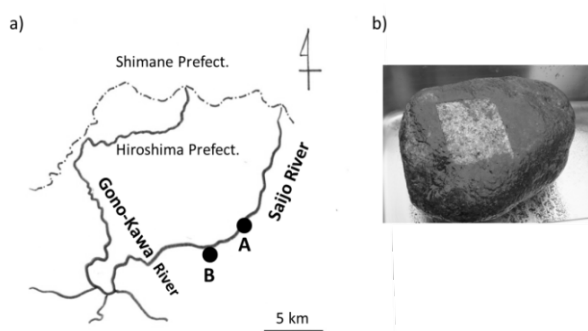 a)
b)
Shimane Prefect.
Hiroshima Prefect.
Gono-Kawa River
Saijo River
A
B
5 km